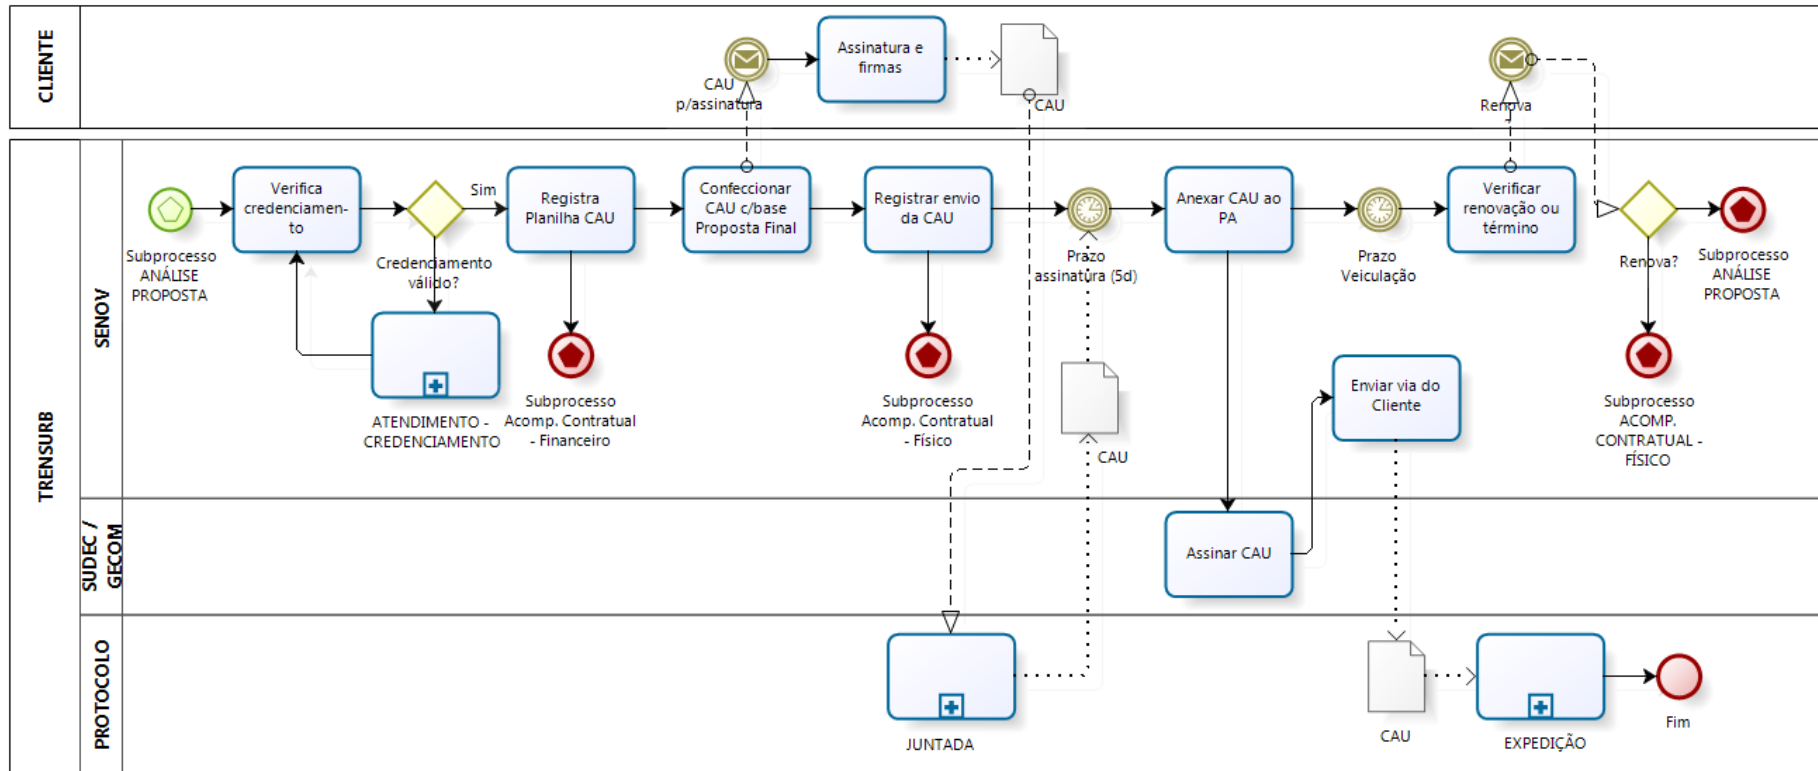 CLIENTE
CAU
p/assinatura
Assinatura e
firmas
CAU
Renova
TRENSURB
SENOV
Subprocesso
ANÁLISE
PROPOSTA
Verifica
credenciamen-
to
Sim
Credenciamento
válido?
ATENDIMENTO -
CREDENCIAMENTO
Registra
Planilha CAU
Subprocesso
Acomp. Contratual
- Financeiro
Confeccionar
CAU c/base
Proposta Final
Registrar envio
da CAU
Subprocesso
Acomp. Contratual
- Físico
Prazo
assinatura (5d)
CAU
Anexar CAU ao
PA
Prazo
Veiculação
Enviar via do
Cliente
Verificar
renovação ou
término
Renova?
Subprocesso
ANÁLISE
PROPOSTA
Subprocesso
ACOMP.
CONTRATUAL -
FÍSICO
SUDEC /
GECOM
Assinar CAU
PROTOCOLO
JUNTADA
CAU
EXPEDIÇÃO
Fim